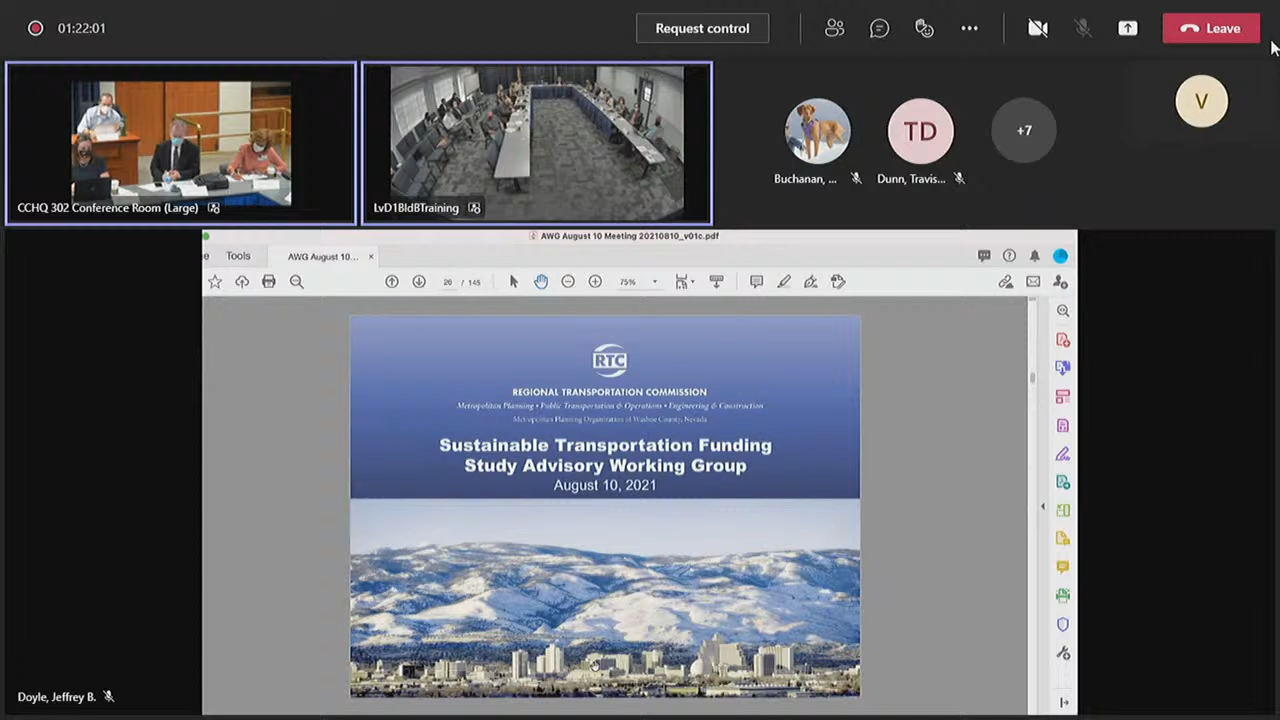 01:22:01
Request control
Leave
V
TD
+7
Buchanan, ...
Dunn, Travis...
CCHQ 302 Conference Room (Large)
LvD1BldBTraining
AWG August 10 Meeting 20210810_v01c.pdf
e
Tools
AWG August 10...
26 / 145
75%
RTC
REGIONAL TRANSPORTATION COMMISSION
Metropolitan Planning • Public Transportation & Operations • Engineering & Construction
Metropolitan Planning Organization of Washoe County, Nevada
Sustainable Transportation Funding
Study Advisory Working Group
August 10, 2021
Doyle, Jeffrey B.